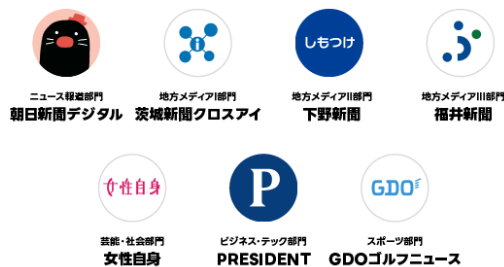 i
しもつけ
ニュース報道部門
朝日新聞デジタル
地方メディアI部門
茨城新聞クロスアイ
地方メディアII部門
下野新聞
地方メディアIII部門
福井新聞
女性自身
P
GDO
芸能・社会部門
女性自身
ビジネス・テック部門
PRESIDENT
スポーツ部門
GDOゴルフニュース